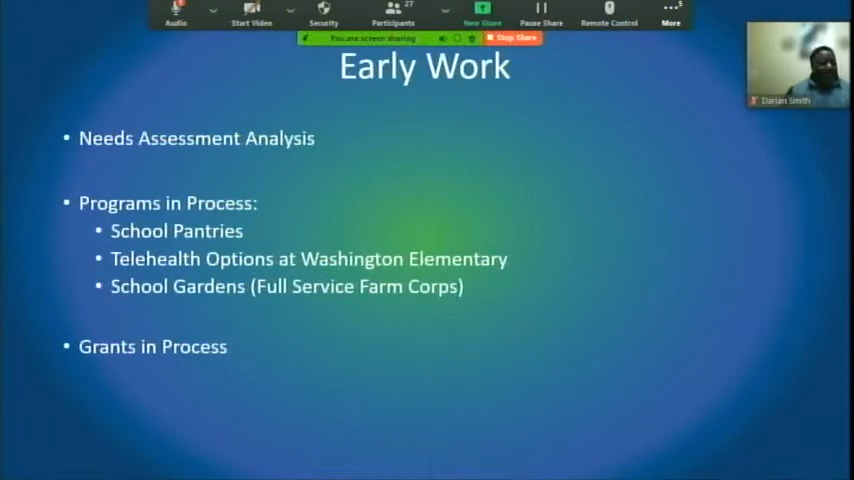 27
5
Audio
Start Video
Security
Participants
New Share
Pause Share
Remote Control
More
You are screen sharing
Stop Share
Early Work
Darian Smith
• Needs Assessment Analysis
• Programs in Process:
• School Pantries
• Telehealth Options at Washington Elementary
• School Gardens (Full Service Farm Corps)
• Grants in Process